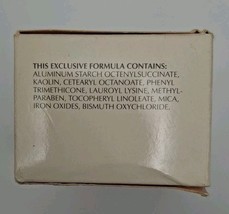 THIS EXCLUSIVE FORMULA CONTAINS:
ALUMINUM STARCH OCTENYLSUCCINATE,
KAOLIN, CETEARYL OCTANOATE, PHENYL
TRIMETHICONE, LAUROYL LYSINE, METHYL-
PARABEN, TOCOPHERYL LINOLEATE, MICA,
IRON OXIDES, BISMUTH OXYCHLORIDE.